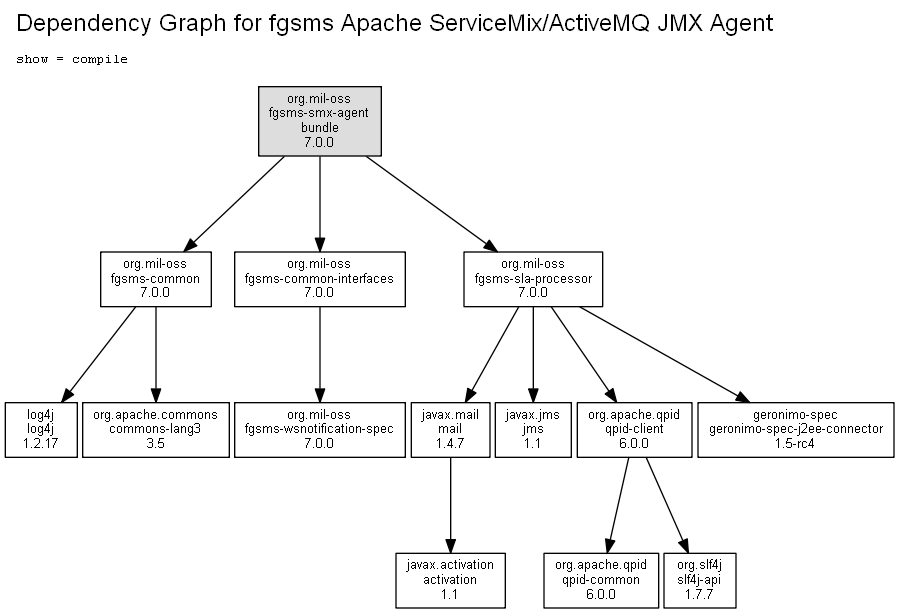 Dependency Graph for fgsms Apache ServiceMix/ActiveMQ JMX Agent
show = compile
org.mil-oss
fgsms-smx-agent
bundle
7.0.0
org.mil-oss
fgsms-common
7.0.0
org.mil-oss
fgsms-common-interfaces
7.0.0
org.mil-oss
fgsms-sla-processor
7.0.0
log4j
log4j
1.2.17
org.apache.commons
commons-lang3
3.5
org.mil-oss
fgsms-wsnotification-spec
7.0.0
javax.mail
mail
1.4.7
javax.jms
jms
1.1
org.apache.qpid
qpid-client
6.0.0
geronimo-spec
geronimo-spec-j2ee-connector
1.5-rc4
javax.activation
activation
1.1
org.apache.qpid
qpid-common
6.0.0
org.slf4j
slf4j-api
1.7.7